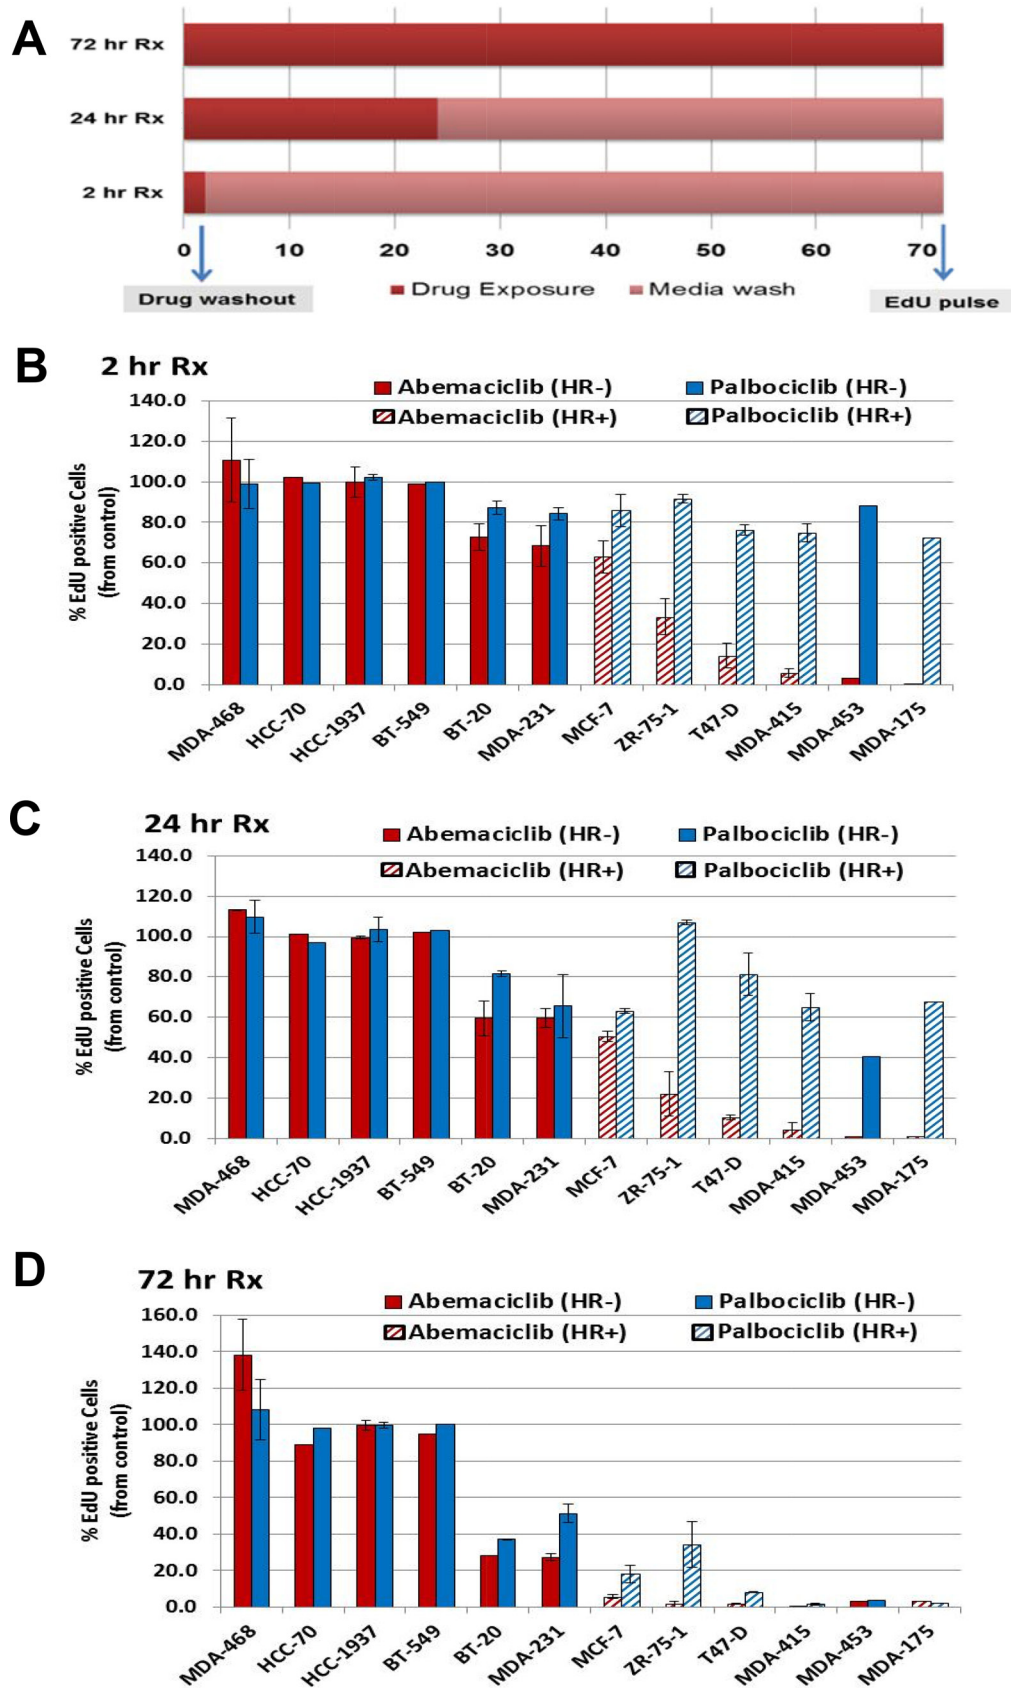 A
72 hr Rx
24 hr Rx
2 hr Rx
0 10 20 30 40 50 60 70
Drug washout
Drug Exposure Media wash
EdU pulse
B
2 hr Rx
Abemaciclib (HR-) Palbociclib (HR-)
Abemaciclib (HR+) Palbociclib (HR+)
% EdU positive Cells
(from control)
140.0
120.0
100.0
80.0
60.0
40.0
20.0
0.0
MDA-468 HCC-70 HCC-1937 BT-549 BT-20 MDA-231 MCF-7 ZR-75-1 T47-D MDA-415 MDA-453 MDA-175
C
24 hr Rx
Abemaciclib (HR-) Palbociclib (HR-)
Abemaciclib (HR+) Palbociclib (HR+)
% EdU positive Cells
(from control)
140.0
120.0
100.0
80.0
60.0
40.0
20.0
0.0
MDA-468 HCC-70 HCC-1937 BT-549 BT-20 MDA-231 MCF-7 ZR-75-1 T47-D MDA-415 MDA-453 MDA-175
D
72 hr Rx
Abemaciclib (HR-) Palbociclib (HR-)
Abemaciclib (HR+) Palbociclib (HR+)
% EdU positive Cells
(from control)
160.0
140.0
120.0
100.0
80.0
60.0
40.0
20.0
0.0
MDA-468 HCC-70 HCC-1937 BT-549 BT-20 MDA-231 MCF-7 ZR-75-1 T47-D MDA-415 MDA-453 MDA-175